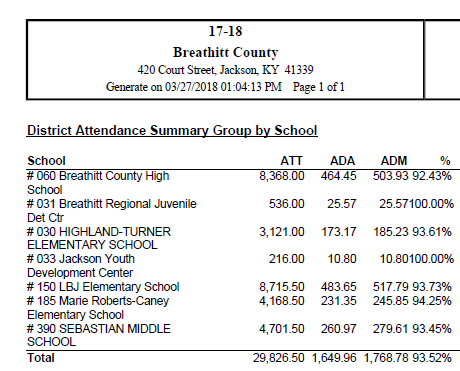 17-18
Breathitt County
420 Court Street, Jackson, KY 41339
Generate on 03/27/2018 01:04:13 PM Page 1 of 1
District Attendance Summary Group by School
School ATT ADA ADM %
# 060 Breathitt County High 8,368.00 464.45 503.93 92.43%
School
# 031 Breathitt Regional Juvenile 536.00 25.57 25.57100.00%
Det Ctr
# 030 HIGHLAND-TURNER 3,121.00 173.17 185.23 93.61%
ELEMENTARY SCHOOL
# 033 Jackson Youth 216.00 10.80 10.80100.00%
Development Center
# 150 LBJ Elementary School 8,715.50 483.65 517.79 93.73%
# 185 Marie Roberts-Caney 4,168.50 231.35 245.85 94.25%
Elementary School
# 390 SEBASTIAN MIDDLE 4,701.50 260.97 279.61 93.45%
SCHOOL
Total 29,826.50 1,649.96 1,768.78 93.52%